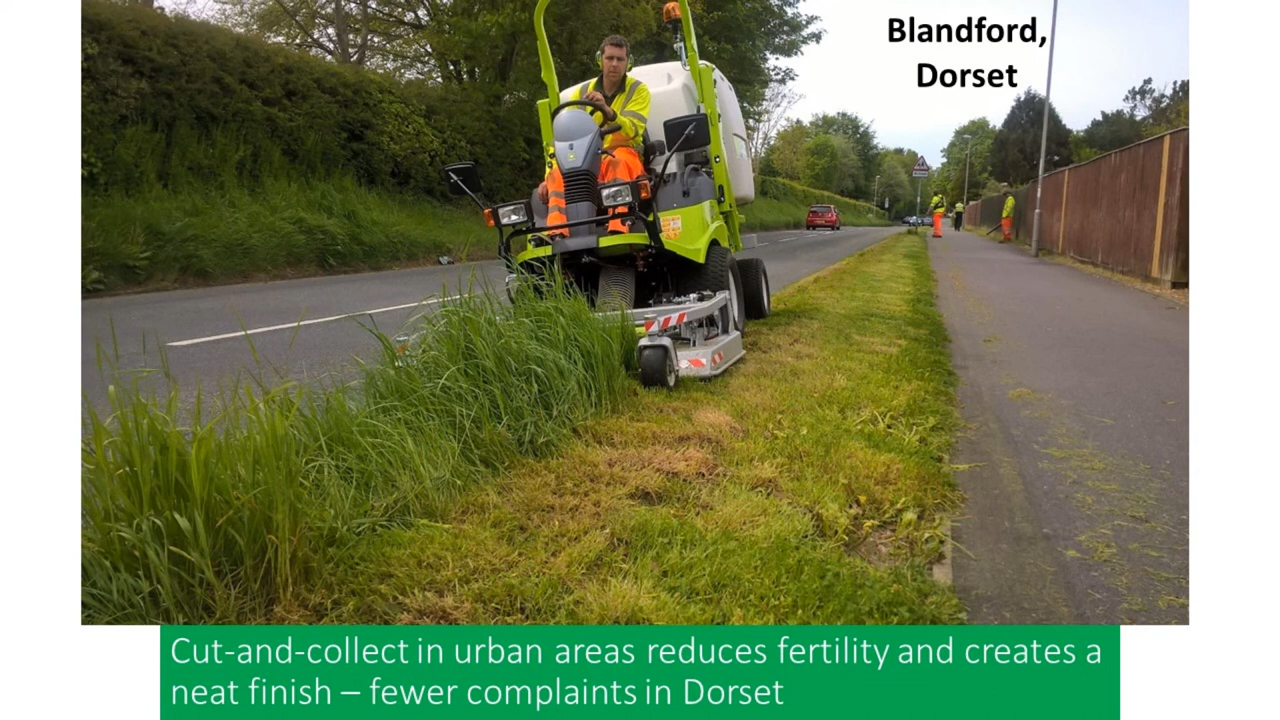 Blandford,
Dorset
Cut-and-collect in urban areas reduces fertility and creates a
neat finish – fewer complaints in Dorset